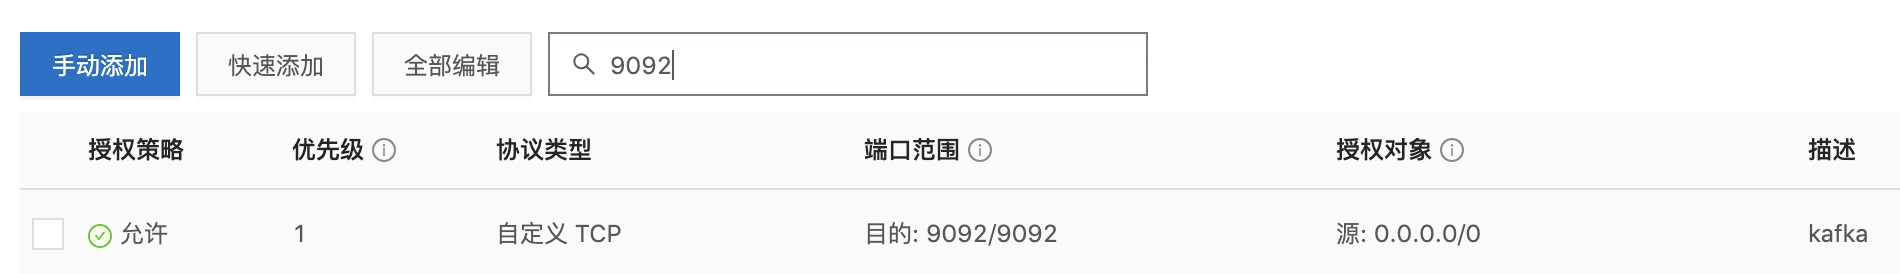 手动添加 快速添加 全部编辑 9092
授权策略 优先级 协议类型 端口范围 授权对象 描述
允许 1 自定义 TCP 目的: 9092/9092 源: 0.0.0.0/0 kafka